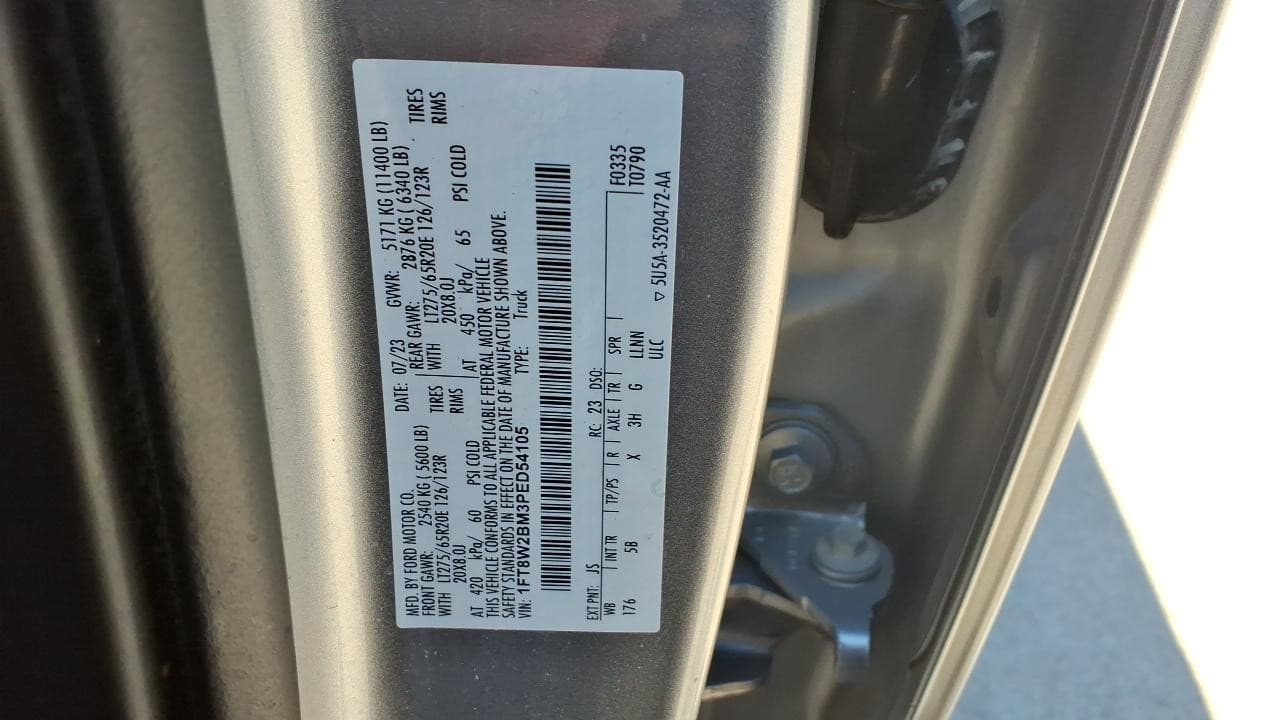 MFD. BY FORD MOTOR CO.
DATE: 07/23 GVWR: 5171 KG (11400 LB)
FRONT GAWR: 2540 KG ( 5600 LB) REAR GAWR: 2876 KG ( 6340 LB)
WITH LT275/65R20E 126/123R TIRES WITH LT275/65R20E 126/123R TIRES
20X8.0J RIMS 20X8.0J RIMS
AT 420 kPa/ 60 PSI COLD AT 450 kPa/ 65 PSI COLD
THIS VEHICLE CONFORMS TO ALL APPLICABLE FEDERAL MOTOR VEHICLE
SAFETY STANDARDS IN EFFECT ON THE DATE OF MANUFACTURE SHOWN ABOVE.
VIN: 1FT8W2BM3PED54105 TYPE: Truck
EXT PNT: JS RC: 23 DSO: F0335
WB INT TR TP/PS R AXLE TR SPR T0790
176 5B X 3H G LLNN
ULC ▽ 5U5A-3520472-AA